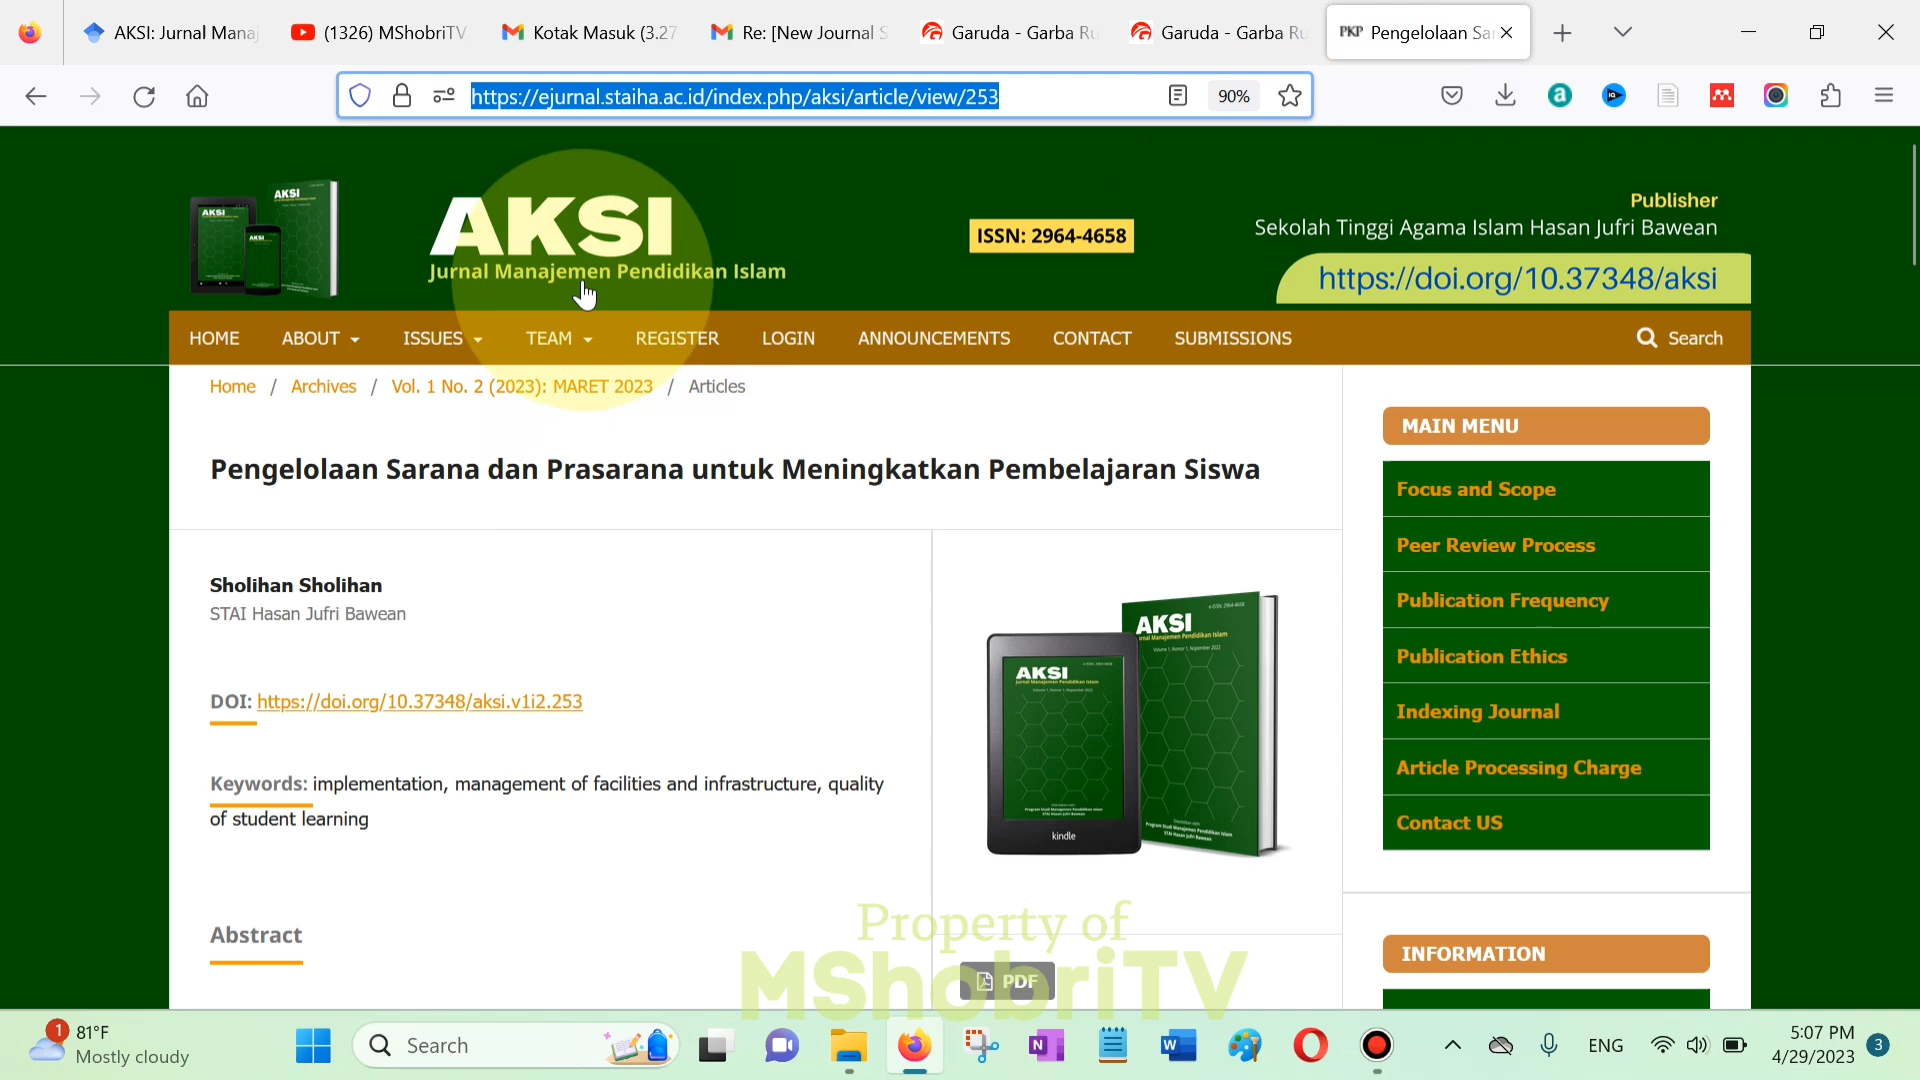 AKSI: Jurnal Manaj
(1326) MShobriTV
Kotak Masuk (3.27
Re: [New Journal S
Garuda - Garba Ru
Garuda - Garba Ru
PKP Pengelolaan Sar
https://ejurnal.staiha.ac.id/index.php/aksi/article/view/253
90%
AKSI
AKSI
AKSI
AKSI
Jurnal Manajemen Pendidikan Islam
ISSN: 2964-4658
Publisher
Sekolah Tinggi Agama Islam Hasan Jufri Bawean
https://doi.org/10.37348/aksi
HOME ABOUT ISSUES TEAM REGISTER LOGIN ANNOUNCEMENTS CONTACT SUBMISSIONS Search
Home / Archives / Vol. 1 No. 2 (2023): MARET 2023 / Articles
Pengelolaan Sarana dan Prasarana untuk Meningkatkan Pembelajaran Siswa
Sholihan Sholihan
STAI Hasan Jufri Bawean
DOI: https://doi.org/10.37348/aksi.v1i2.253
Keywords: implementation, management of facilities and infrastructure, quality
of student learning
Abstract
AKSI
AKSI
kindle
PDF
MAIN MENU
Focus and Scope
Peer Review Process
Publication Frequency
Publication Ethics
Indexing Journal
Article Processing Charge
Contact US
INFORMATION
Property of
MShobriTV
1
81°F
Mostly cloudy
Search
ENG
5:07 PM
4/29/2023
3